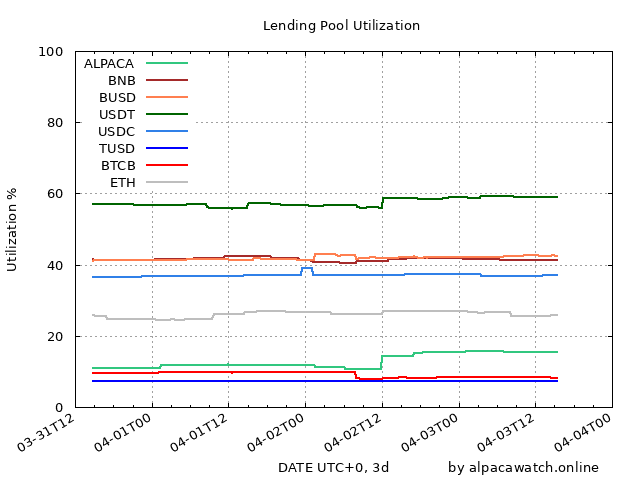 Lending Pool Utilization
Utilization %
100
80
60
40
20
0
ALPACA
BNB
BUSD
USDT
USDC
TUSD
BTCB
ETH
03-31T12 04-01T00 04-01T12 04-02T00 04-02T12 04-03T00 04-03T12 04-04T00
DATE UTC+0, 3d by alpacawatch.online